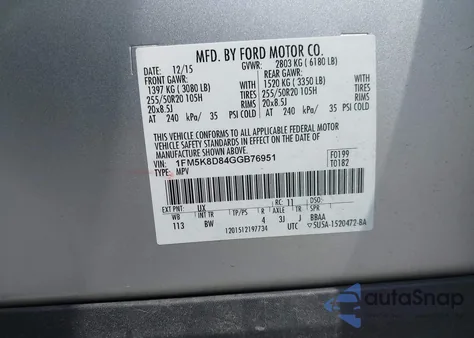 MFD. BY FORD MOTOR CO.
DATE: 12/15 GVWR: 2803 KG ( 6180 LB)
FRONT GAWR: REAR GAWR:
1397 KG ( 3080 LB) 1520 KG ( 3350 LB)
255/50R20 105H TIRES 255/50R20 105H TIRES
20x8.5J RIMS 20x8.5J RIMS
AT 240 kPa/ 35 PSI COLD AT 240 kPa/ 35 PSI COLD
THIS VEHICLE CONFORMS TO ALL APPLICABLE FEDERAL MOTOR
VEHICLE SAFETY STANDARDS IN EFFECT ON THE DATE OF
MANUFACTURE SHOWN ABOVE.
VIN: 1FM5K8D84GGB76951 F0199
TYPE: MPV T0182
EXT PNT: UX RC: 11 DSO:
WB INT TR TP/PS R AXLE TR SPR
113 BW 4 3J J BBAA
1201512197734 UTC ▽5USA-1520472-BA
autaSnap